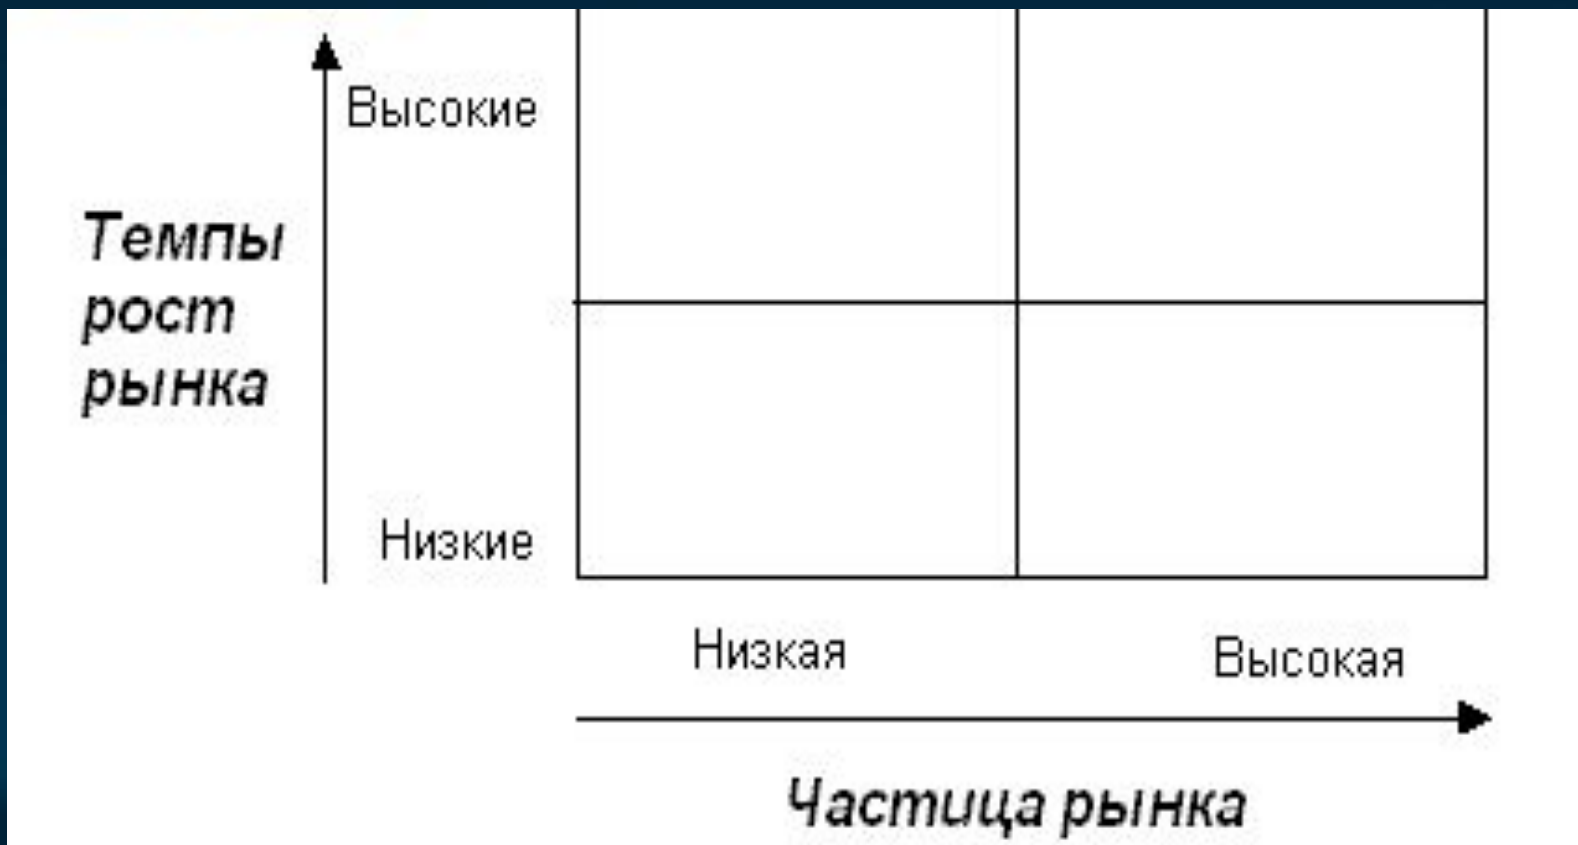 Высокие
Темпы
рост
рынка
Низкие
Низкая
Высокая
Частица рынка